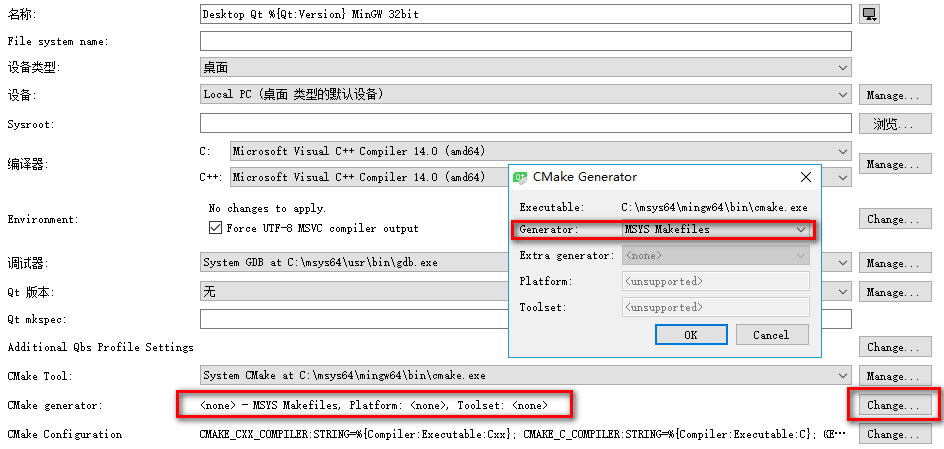 名称: Desktop Qt %{Qt:Version} MinGW 32bit
File system name:
设备类型: 桌面
设备: Local PC (桌面 类型的默认设备) Manage...
Sysroot: 浏览...
编译器: C: Microsoft Visual C++ Compiler 14.0 (amd64) Manage...
C++: Microsoft Visual C++ Compiler 14.0 (amd64)
Environment: No changes to apply. Change...
Force UTF-8 MSVC compiler output
调试器: System GDB at C:\msys64\usr\bin\gdb.exe Manage...
Qt 版本: 无 Manage...
Qt mkspec:
Additional Qbs Profile Settings Change...
CMake Tool: System CMake at C:\msys64\mingw64\bin\cmake.exe Manage...
CMake generator: <none> - MSYS Makefiles, Platform: <none>, Toolset: <none> Change...
CMake Configuration CMAKE_CXX_COMPILER:STRING=%{Compiler:Executable:Cxx}; CMAKE_C_COMPILER:STRING=%{Compiler:Executable:C}; Change...
CMake Generator
Executable: C:\msys64\mingw64\bin\cmake.exe
Generator: MSYS Makefiles
Extra generator: <none>
Platform: <unsupported>
Toolset: <unsupported>
OK Cancel